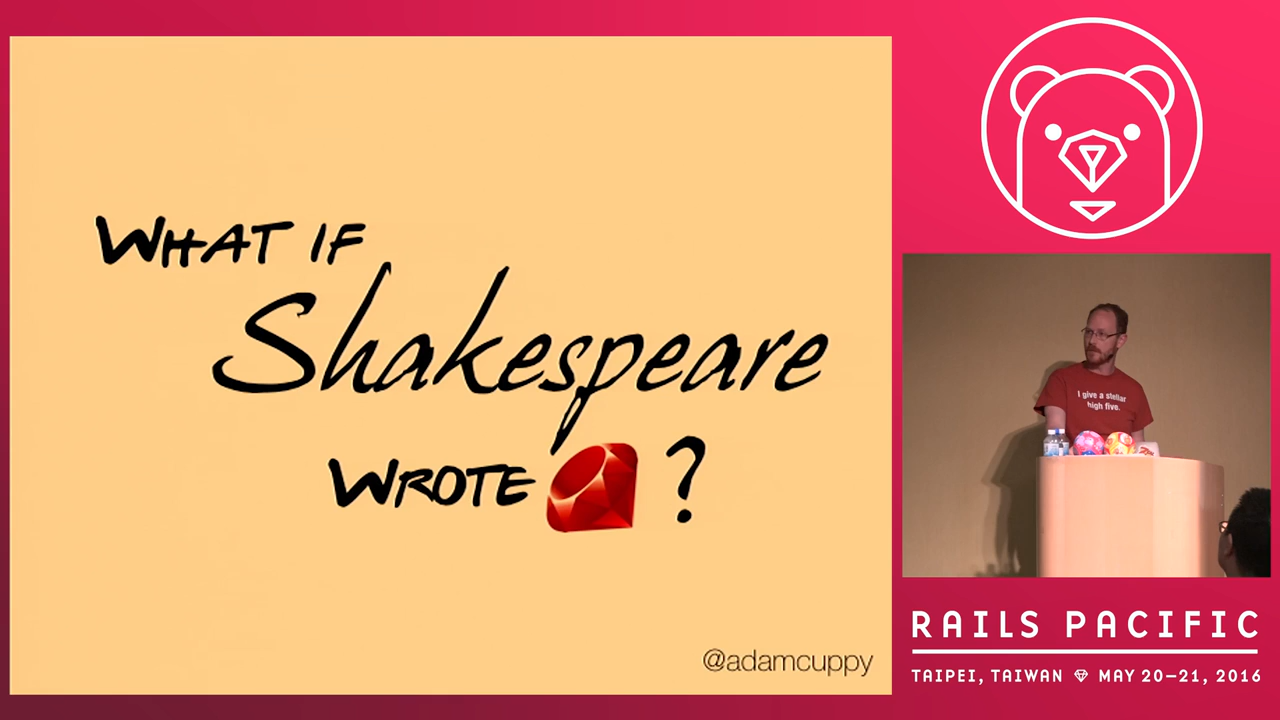 WHAT IF
Shakespeare
WROTE ?
@adamcuppy
I give a stellar
high five.
RAILS PACIFIC
TAIPEI, TAIWAN MAY 20–21, 2016